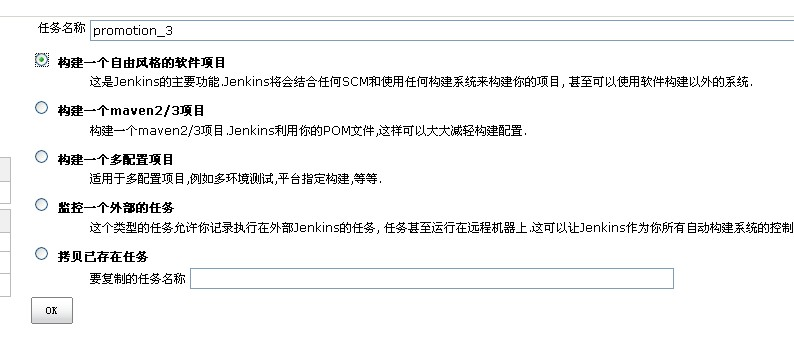 任务名称 promotion_3
构建一个自由风格的软件项目
这是Jenkins的主要功能.Jenkins将会结合任何SCM和使用任何构建系统来构建你的项目, 甚至可以使用软件构建以外的系统.
构建一个maven2/3项目
构建一个maven2/3项目.Jenkins利用你的POM文件,这样可以大大减轻构建配置.
构建一个多配置项目
适用于多配置项目,例如多环境测试,平台指定构建,等等.
监控一个外部的任务
这个类型的任务允许你记录执行在外部Jenkins的任务, 任务甚至运行在远程机器上.这可以让Jenkins作为你所有自动构建系统的控制
拷贝已存在任务
要复制的任务名称
OK